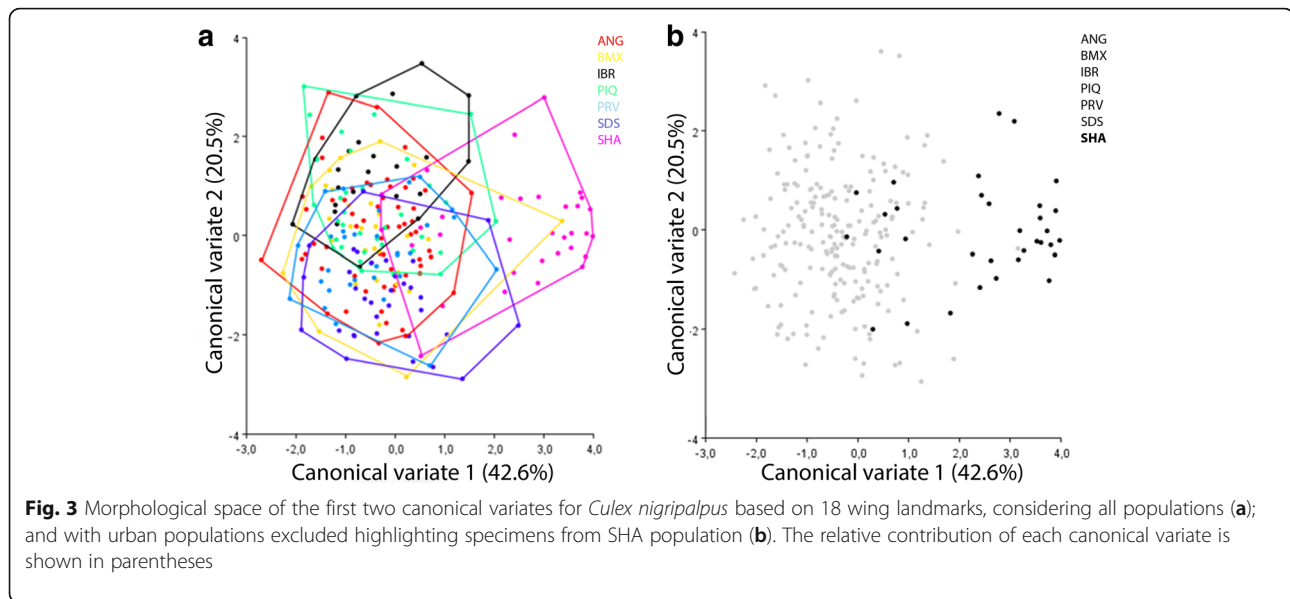 a
ANG
BMX
IBR
PIQ
PRV
SDS
SHA
Canonical variate 2 (20.5%)
4
2
0
-2
-4
-3,0 -2,0 -1,0 0,0 1,0 2,0 3,0 4,0
Canonical variate 1 (42.6%)
b
ANG
BMX
IBR
PIQ
PRV
SDS
SHA
Canonical variate 2 (20.5%)
4
2
0
-2
-4
-3,0 -2,0 -1,0 0,0 1,0 2,0 3,0 4,0
Canonical variate 1 (42.6%)
Fig. 3 Morphological space of the first two canonical variates for Culex nigripalpus based on 18 wing landmarks, considering all populations (a);
and with urban populations excluded highlighting specimens from SHA population (b). The relative contribution of each canonical variate is
shown in parentheses